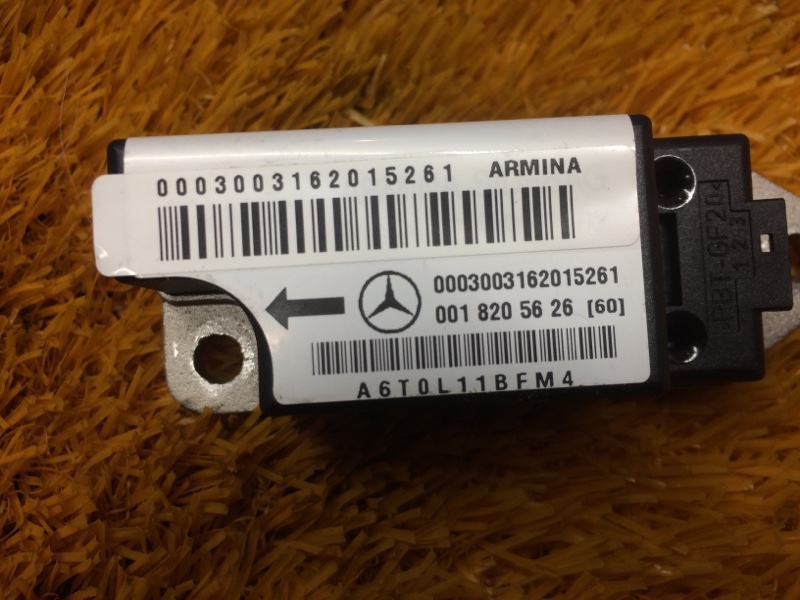 0003003162015261 ARMINA
0003003162015261
001 820 56 26 [60]
A6T0L11BFM4
>PBT-GF20<
1 2 3